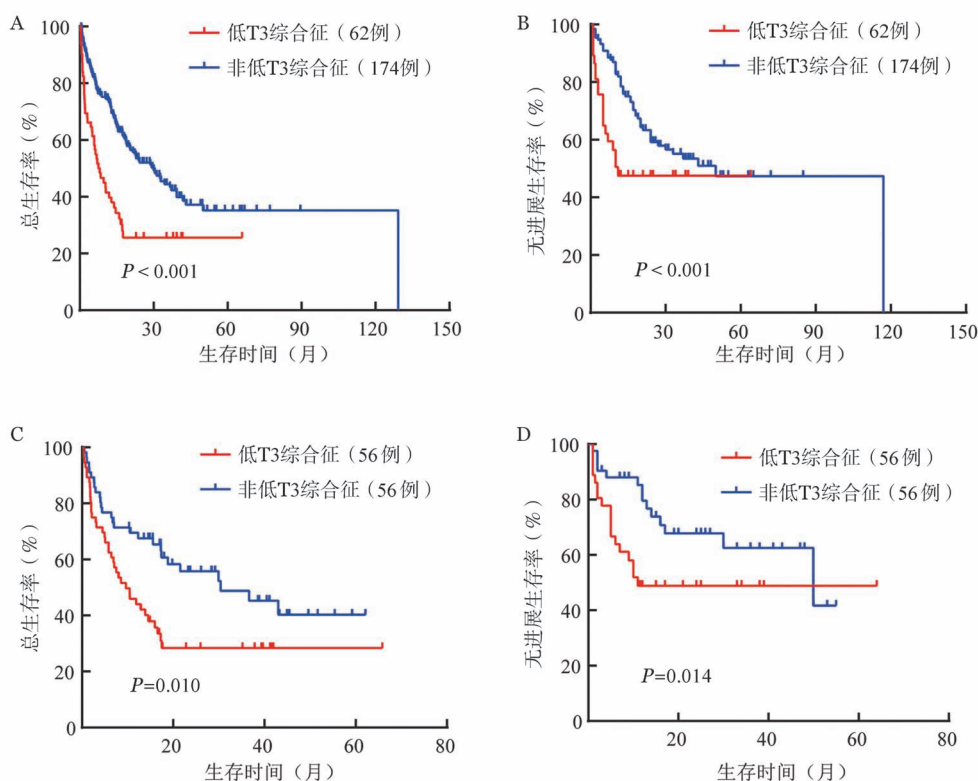 A
低T3综合征（62例）
非低T3综合征（174例）
总生存率（%）
100
80
60
40
20
0
P < 0.001
30 60 90 120 150
生存时间（月）
B
低T3综合征（62例）
非低T3综合征（174例）
无进展生存率（%）
100
80
60
40
20
0
P < 0.001
30 60 90 120 150
生存时间（月）
C
低T3综合征（56例）
非低T3综合征（56例）
总生存率（%）
100
80
60
40
20
0
P=0.010
20 40 60 80
生存时间（月）
D
低T3综合征（56例）
非低T3综合征（56例）
无进展生存率（%）
100
80
60
40
20
0
P=0.014
20 40 60 80
生存时间（月）